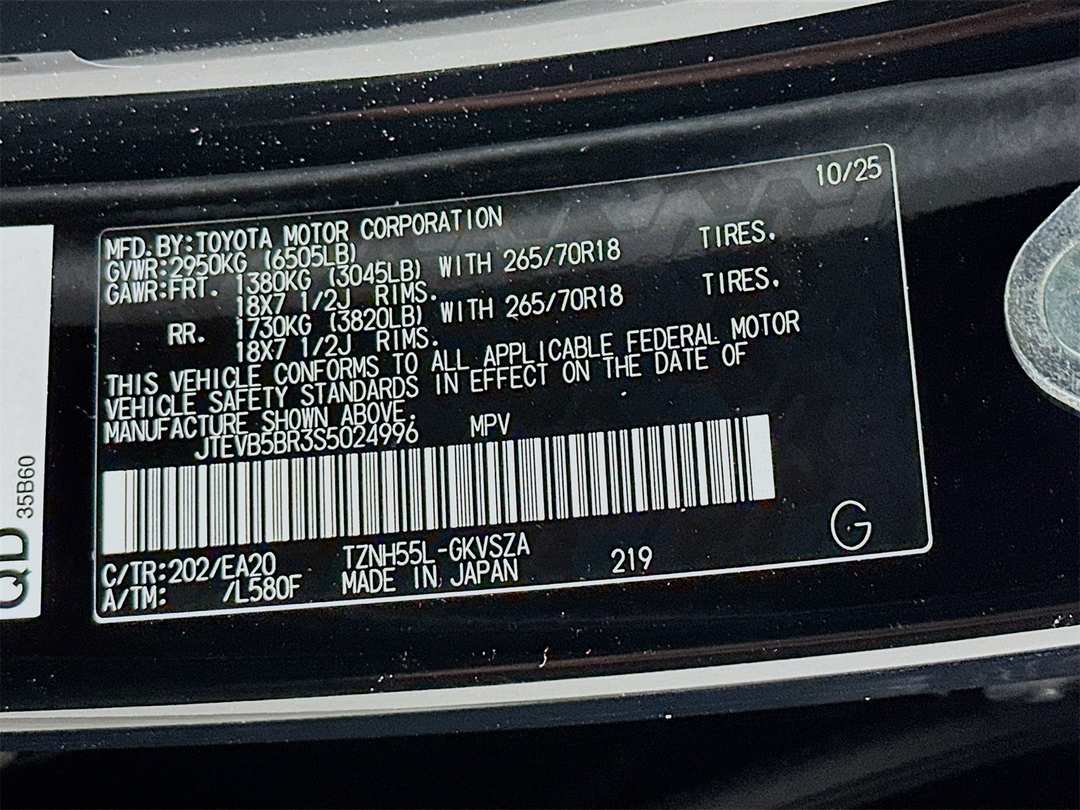 10/25
MFD.BY:TOYOTA MOTOR CORPORATION
GVWR:2950KG (6505LB)
GAWR:FRT. 1380KG (3045LB) WITH 265/70R18 TIRES.
18X7 1/2J RIMS.
RR. 1730KG (3820LB) WITH 265/70R18 TIRES.
18X7 1/2J RIMS.
THIS VEHICLE CONFORMS TO ALL APPLICABLE FEDERAL MOTOR
VEHICLE SAFETY STANDARDS IN EFFECT ON THE DATE OF
MANUFACTURE SHOWN ABOVE.
JTEVB5BR3S5024996 MPV
C/TR:202/EA20 TZNH55L-GKVSZA
A/TM: /L580F MADE IN JAPAN 219
G
QD
35B60